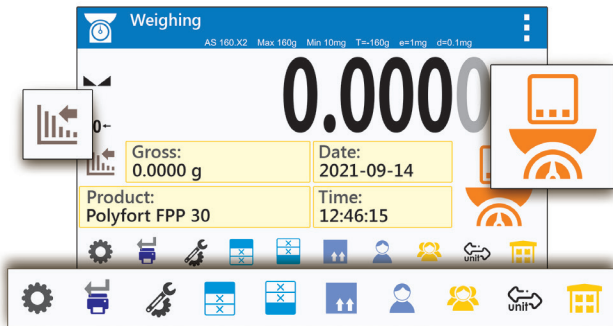 Weighing
AS 160.X2 Max 160g Min 10mg T=-160g e=1mg d=0.1mg
0.0000
0←
Gross:
0.0000 g
Date:
2021-09-14
Product:
Polyfort FPP 30
Time:
12:46:15
unit
unit